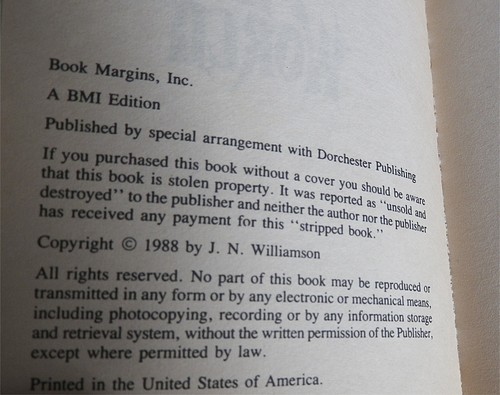 Book Margins, Inc.
A BMI Edition
Published by special arrangement with Dorchester Publishing
If you purchased this book without a cover you should be aware
that this book is stolen property. It was reported as "unsold and
destroyed" to the publisher and neither the author nor the publisher
has received any payment for this "stripped book."
Copyright © 1988 by J. N. Williamson
All rights reserved. No part of this book may be reproduced or
transmitted in any form or by any electronic or mechanical means,
including photocopying, recording or by any information storage
and retrieval system, without the written permission of the Publisher,
except where permitted by law.
Printed in the United States of America.